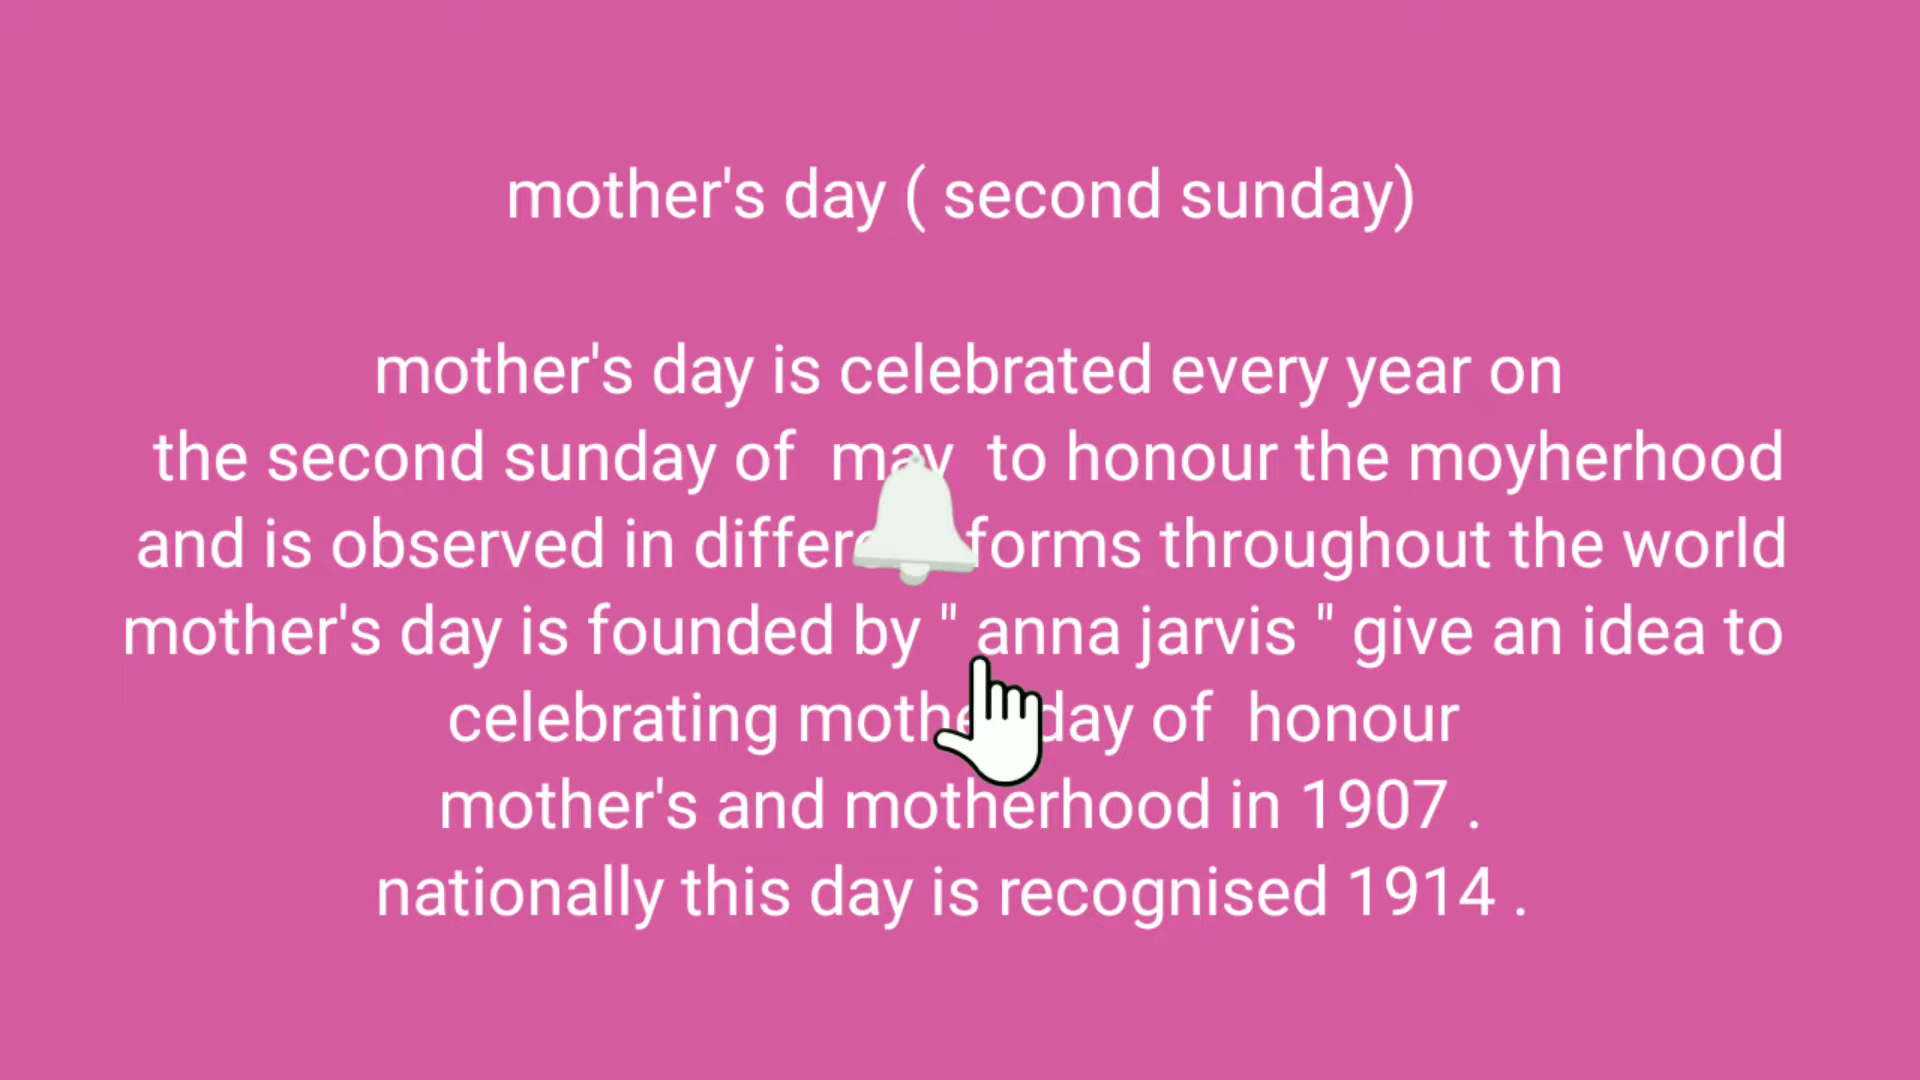 mother's day ( second sunday)
mother's day is celebrated every year on
the second sunday of may to honour the moyherhood
and is observed in forms throughout the world
mother's day is founded by " anna jarvis " give an idea to
celebrating day of honour
mother's and motherhood in 1907 .
nationally this day is recognised 1914 .